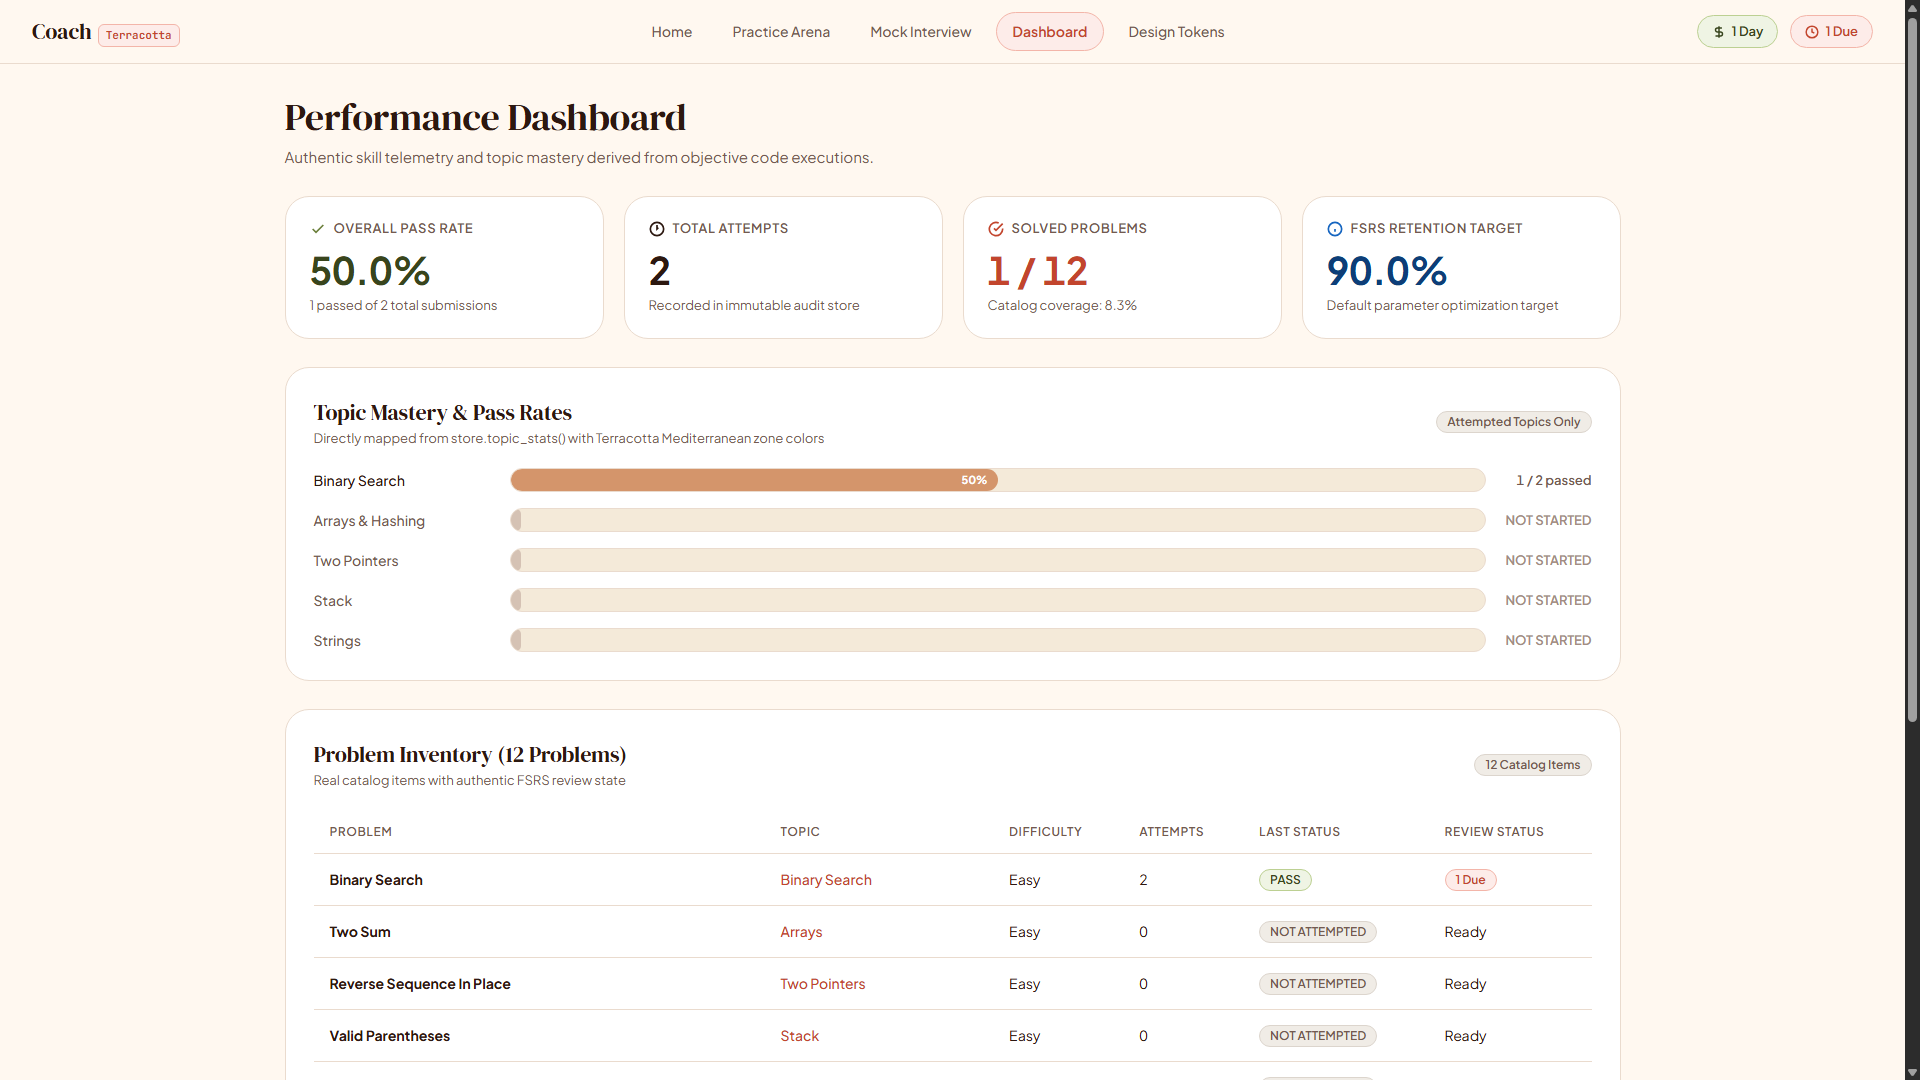 Coach Terracotta Home Practice Arena Mock Interview Dashboard Design Tokens $ 1 Day 1 Due
Performance Dashboard
Authentic skill telemetry and topic mastery derived from objective code executions.
OVERALL PASS RATE
50.0%
1 passed of 2 total submissions
TOTAL ATTEMPTS
2
Recorded in immutable audit store
SOLVED PROBLEMS
1 / 12
Catalog coverage: 8.3%
FSRS RETENTION TARGET
90.0%
Default parameter optimization target
Topic Mastery & Pass Rates
Directly mapped from store.topic_stats() with Terracotta Mediterranean zone colors
Attempted Topics Only
Binary Search 50% 1 / 2 passed
Arrays & Hashing NOT STARTED
Two Pointers NOT STARTED
Stack NOT STARTED
Strings NOT STARTED
Problem Inventory (12 Problems)
Real catalog items with authentic FSRS review state
12 Catalog Items
PROBLEM TOPIC DIFFICULTY ATTEMPTS LAST STATUS REVIEW STATUS
Binary Search Binary Search Easy 2 PASS 1 Due
Two Sum Arrays Easy 0 NOT ATTEMPTED Ready
Reverse Sequence In Place Two Pointers Easy 0 NOT ATTEMPTED Ready
Valid Parentheses Stack Easy 0 NOT ATTEMPTED Ready